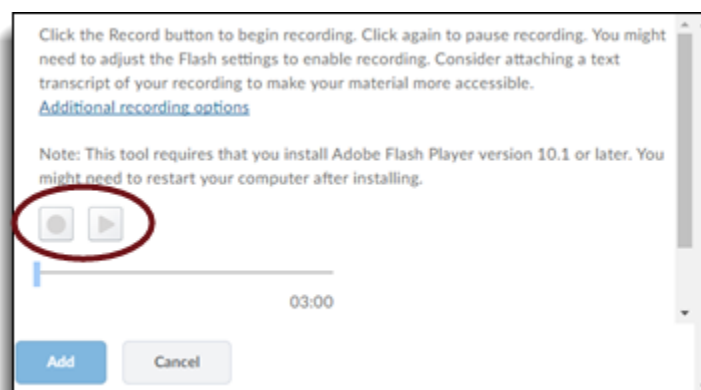 Click the Record button to begin recording. Click again to pause recording. You might
need to adjust the Flash settings to enable recording. Consider attaching a text
transcript of your recording to make your material more accessible.
Additional recording options
Note: This tool requires that you install Adobe Flash Player version 10.1 or later. You
might need to restart your computer after installing.
03:00
Add Cancel